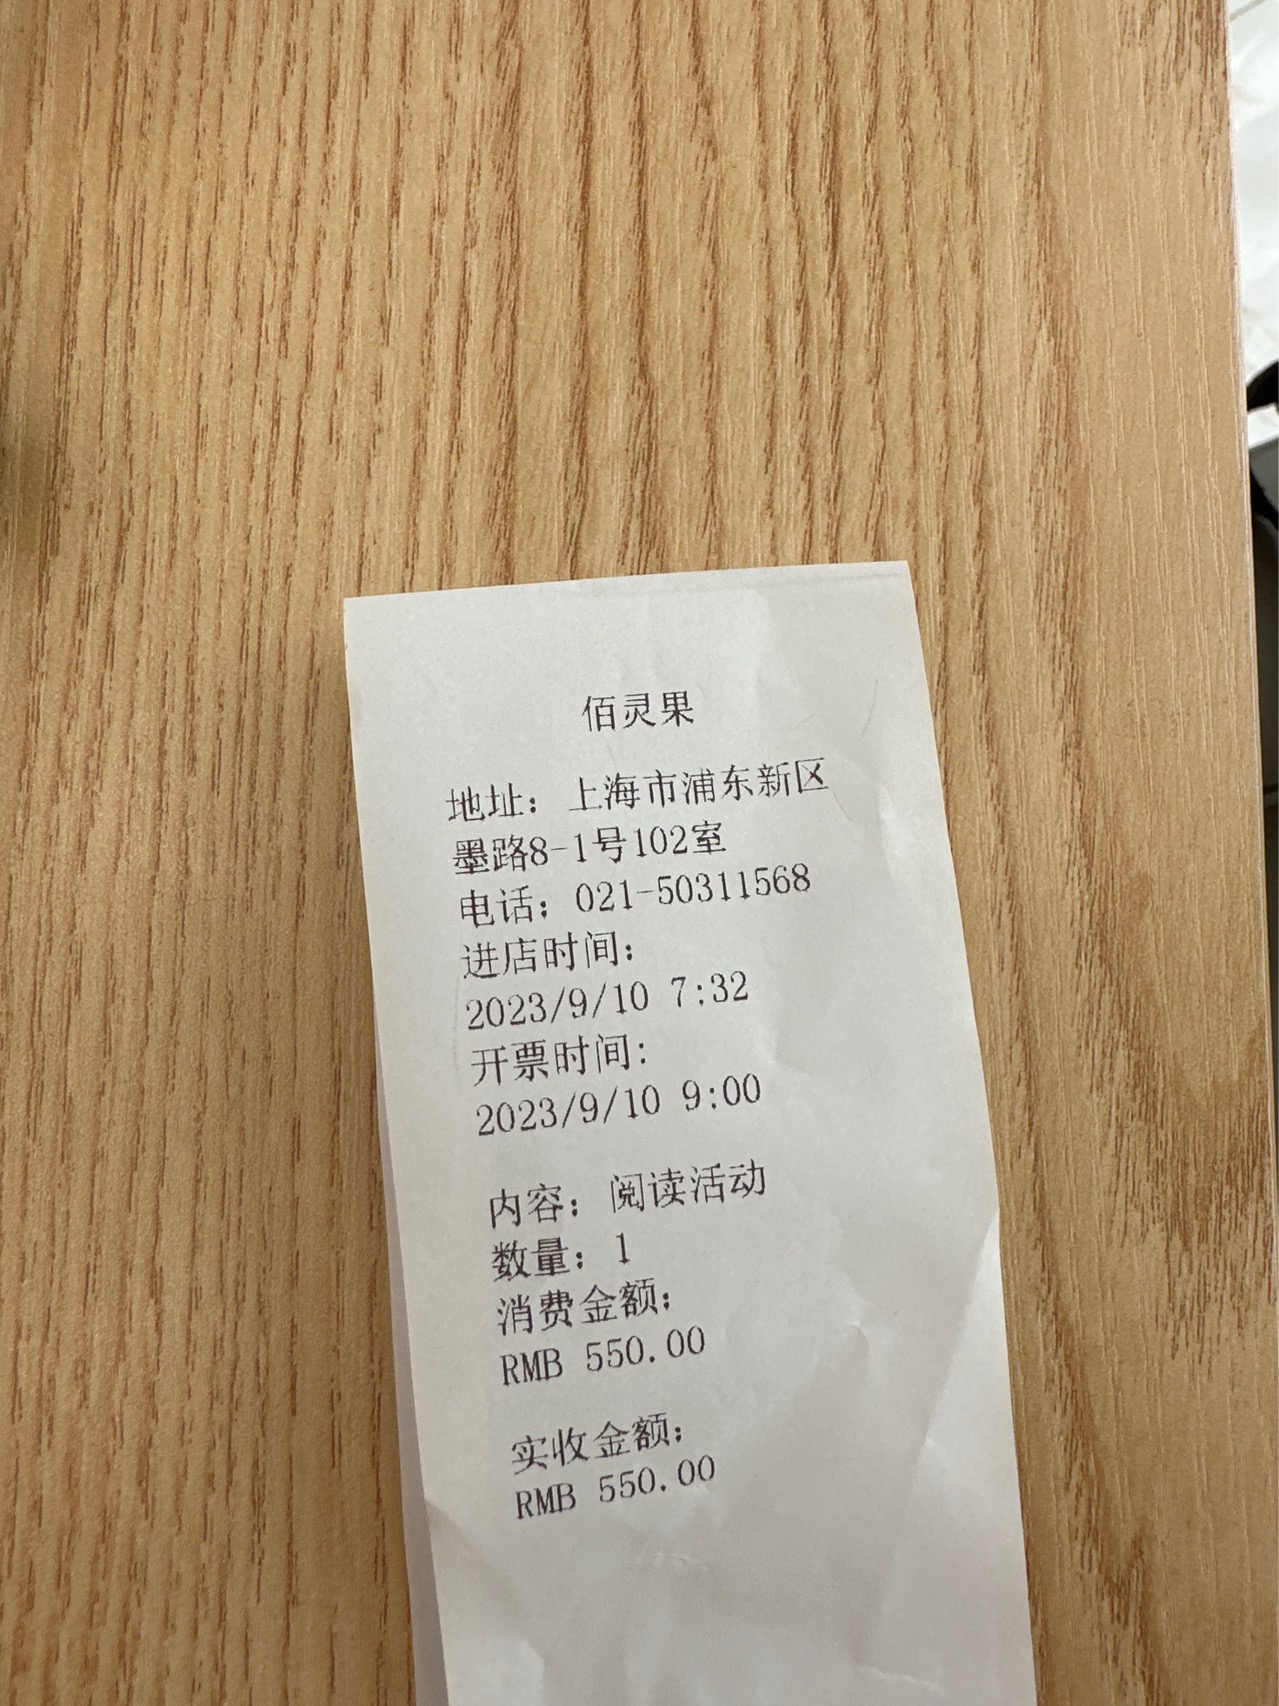 佰灵果
地址：上海市浦东新区
墨路8-1号102室
电话：021-50311568
进店时间：
2023/9/10 7:32
开票时间：
2023/9/10 9:00
内容：阅读活动
数量：1
消费金额：
RMB 550.00
实收金额：
RMB 550.00